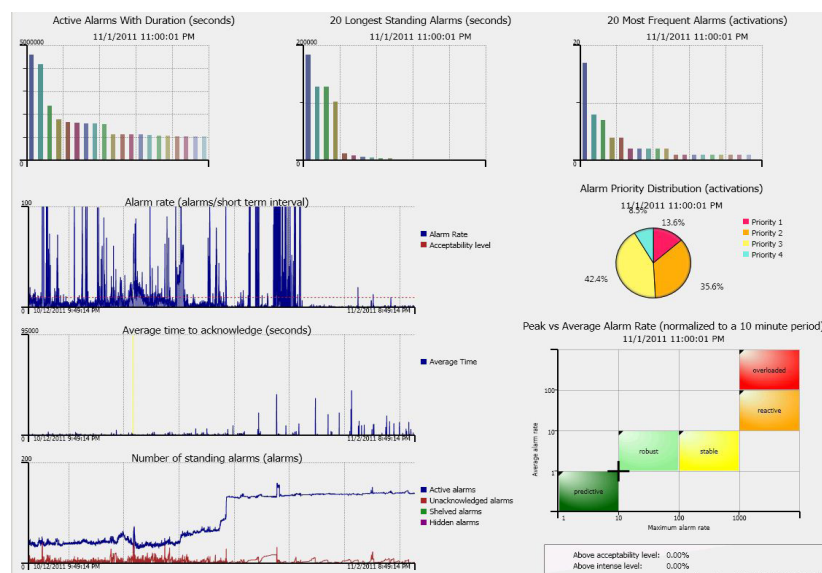 Active Alarms With Duration (seconds)
11/1/2011 11:00:01 PM
5000000
0
20 Longest Standing Alarms (seconds)
11/1/2011 11:00:01 PM
200000
0
20 Most Frequent Alarms (activations)
11/1/2011 11:00:01 PM
20
0
Alarm rate (alarms/short term interval)
100
0
10/12/2011 9:49:14 PM
11/2/2011 8:49:14 PM
Alarm Rate
Acceptability level
Alarm Priority Distribution (activations)
11/1/2011 11:00:01 PM
8.5%
13.6%
42.4%
35.6%
Priority 1
Priority 2
Priority 3
Priority 4
Average time to acknowledge (seconds)
95000
0
10/12/2011 9:49:14 PM
11/2/2011 8:49:14 PM
Average Time
Number of standing alarms (alarms)
200
0
10/12/2011 9:49:14 PM
11/2/2011 8:49:14 PM
Active alarms
Unacknowledged alarms
Shelved alarms
Hidden alarms
Peak vs Average Alarm Rate (normalized to a 10 minute period)
11/1/2011 11:00:01 PM
Average alarm rate
100
10
1
overloaded
reactive
robust
stable
predictive
1
10
100
1000
Maximum alarm rate
Above acceptability level: 0.00%
Above intense level: 0.00%